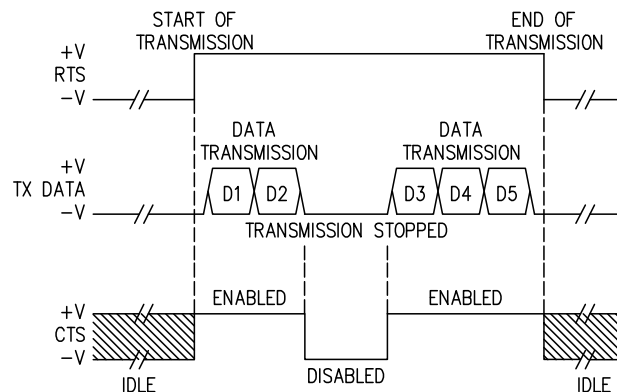 START OF
TRANSMISSION
END OF
TRANSMISSION
+V
RTS
−V
DATA
TRANSMISSION
DATA
TRANSMISSION
+V
TX DATA
−V
D1
D2
D3
D4
D5
TRANSMISSION STOPPED
ENABLED
ENABLED
+V
CTS
−V
IDLE
DISABLED
IDLE